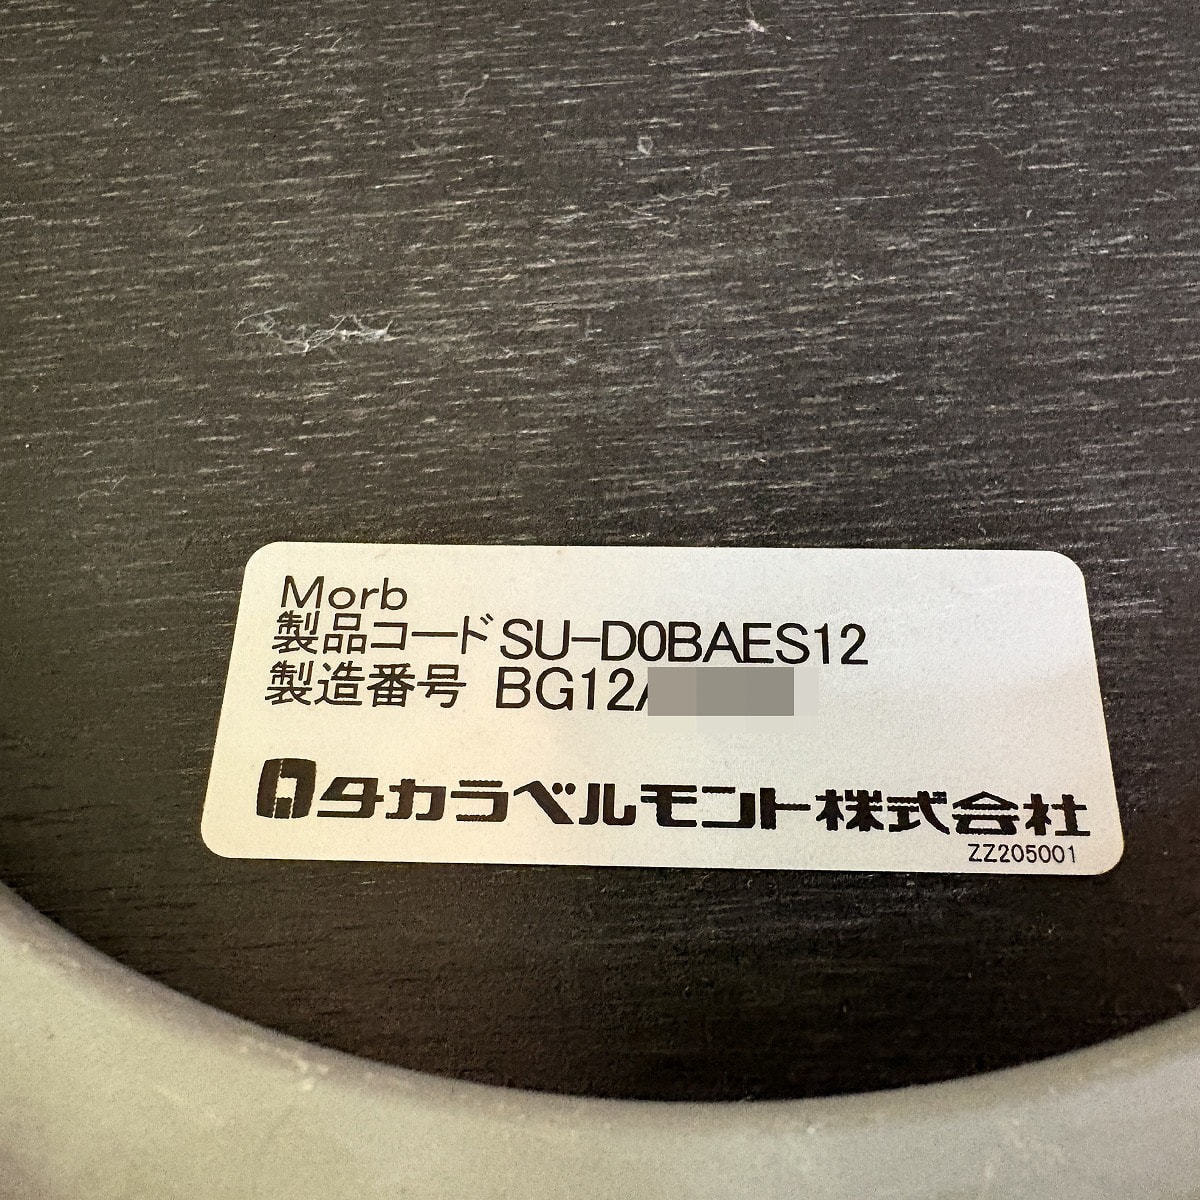 Morb
製品コード SU-D0BAES12
製造番号 BG12
タカラベルモント株式会社
ZZ205001